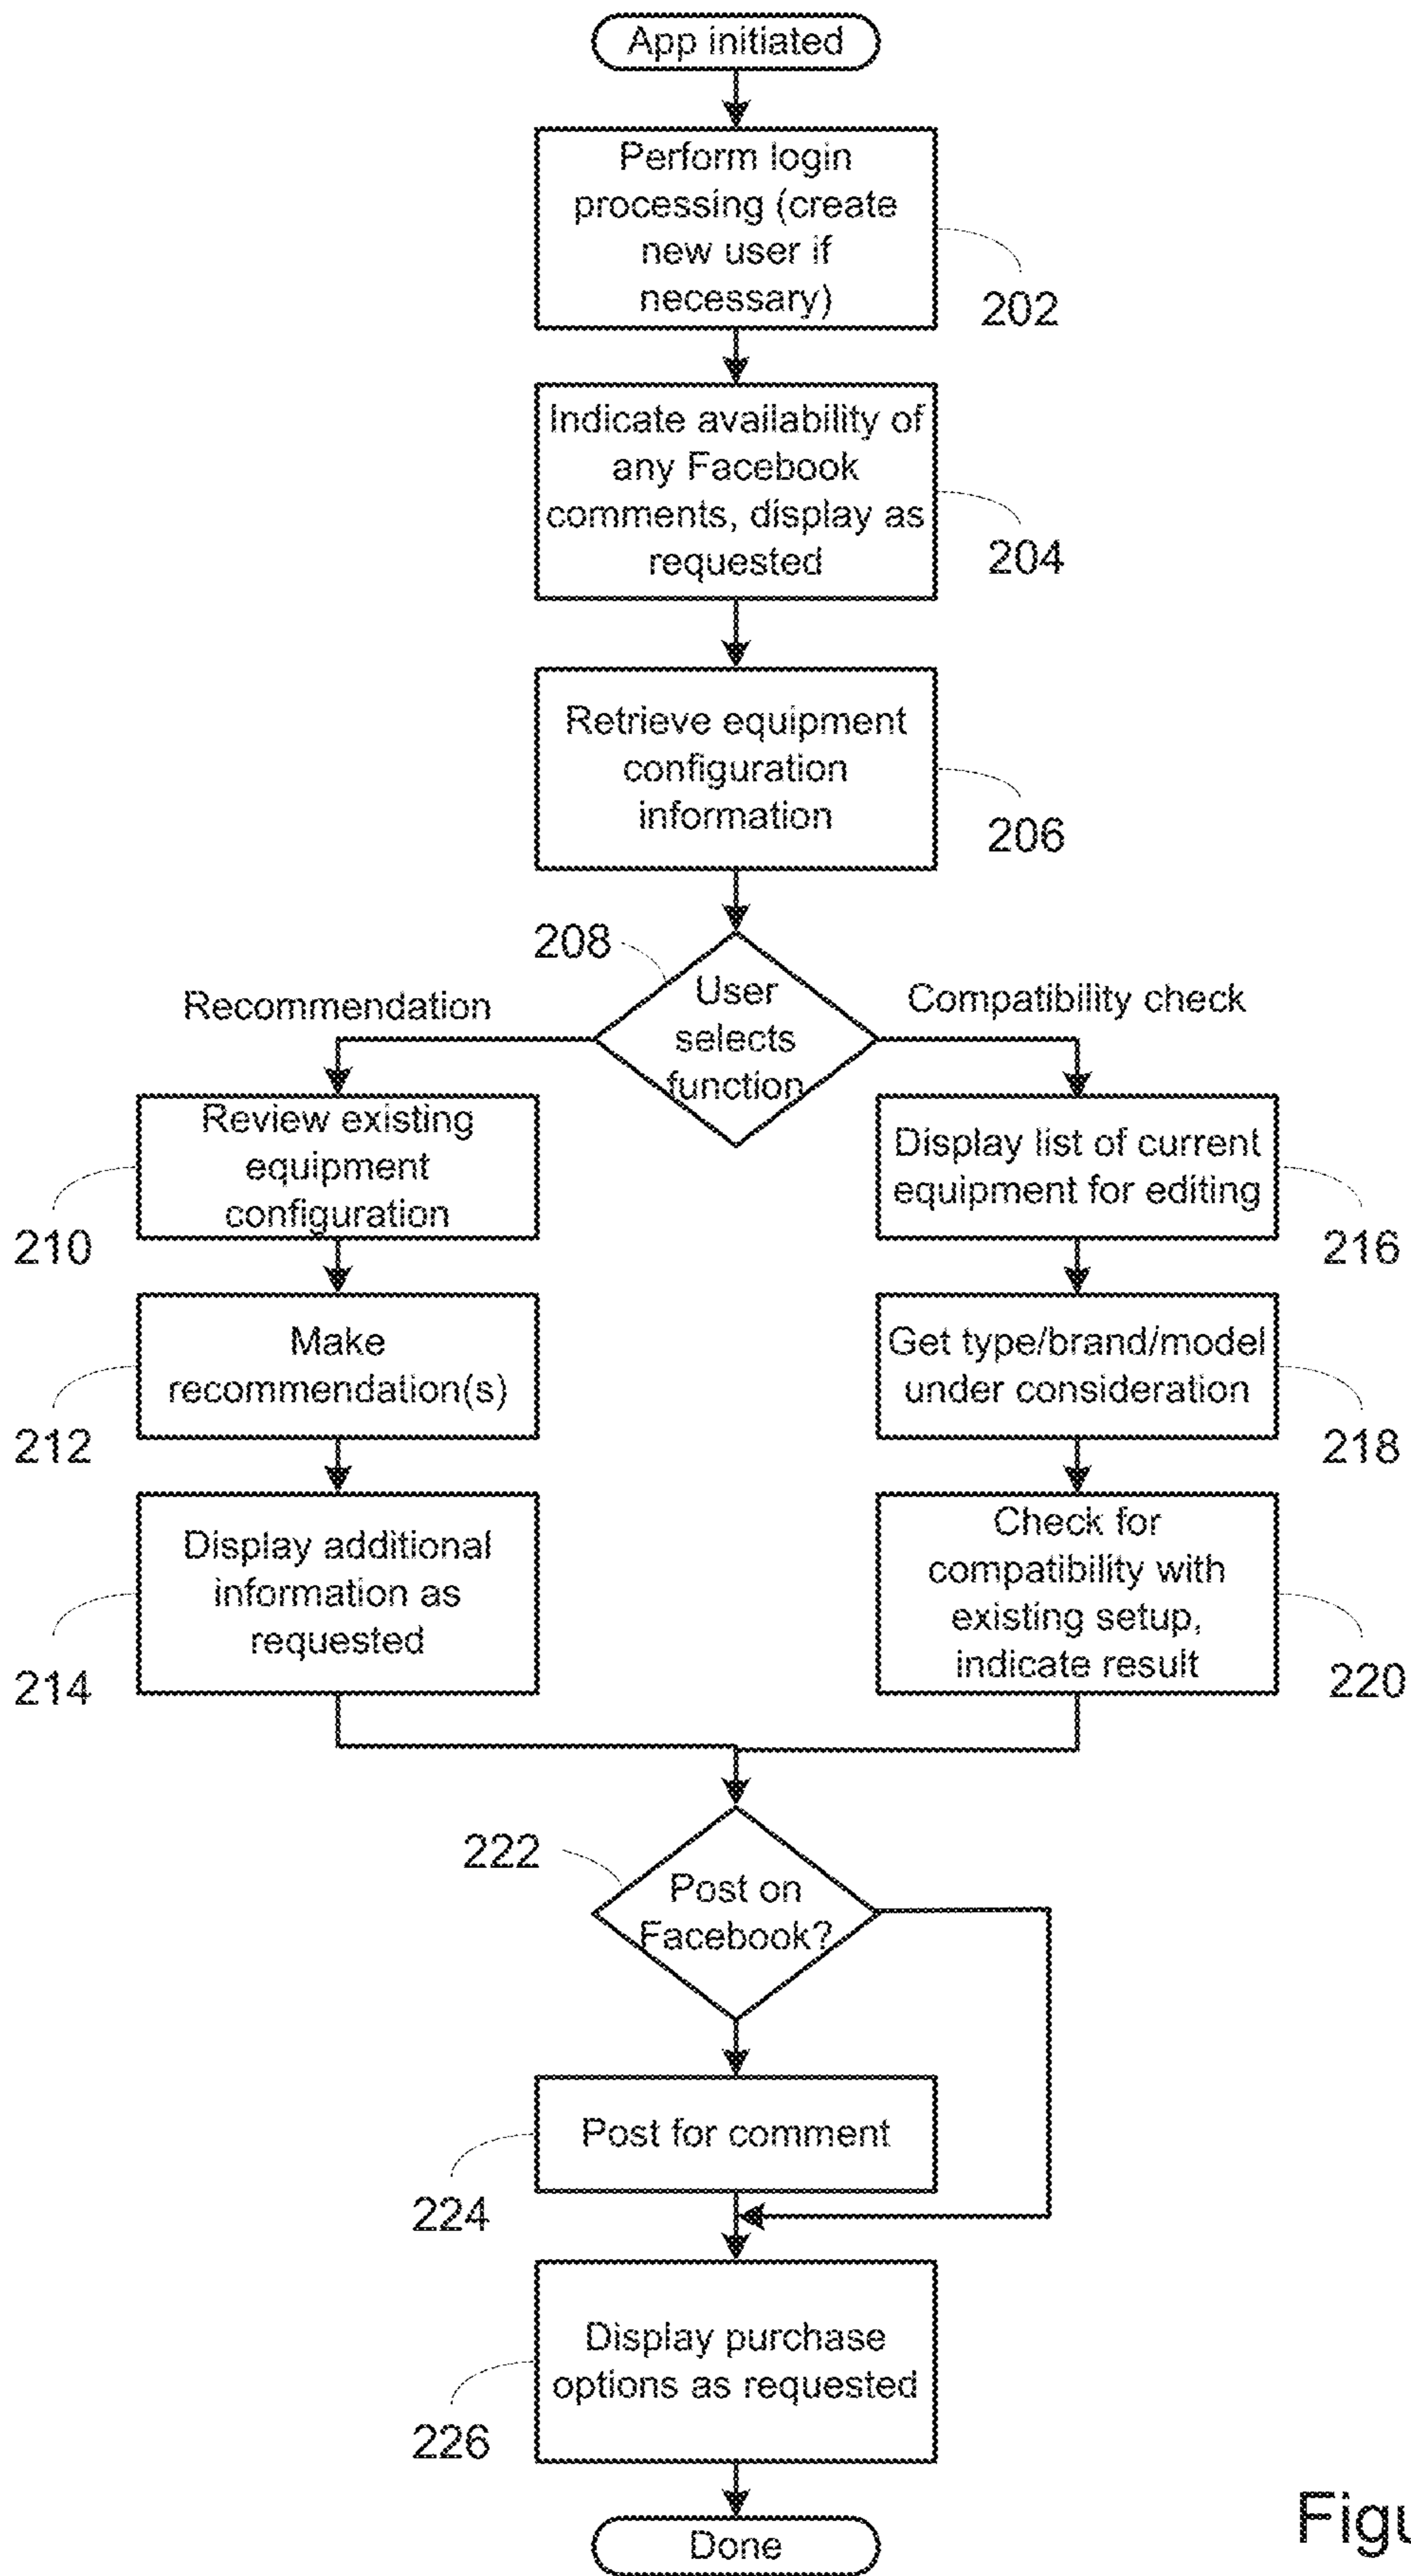 App initiated
Perform login
processing (create
new user if
necessary)
202
Indicate availability of
any Facebook
comments, display as
requested
204
Retrieve equipment
configuration
information
206
208
User
selects
function
Recommendation
Compatibility check
Review existing
equipment
configuration
210
Make
recommendation(s)
212
Display additional
information as
requested
214
Display list of current
equipment for editing
216
Get type/brand/model
under consideration
218
Check for
compatibility with
existing setup,
indicate result
220
222
Post on
Facebook?
Post for comment
224
Display purchase
options as requested
226
Done